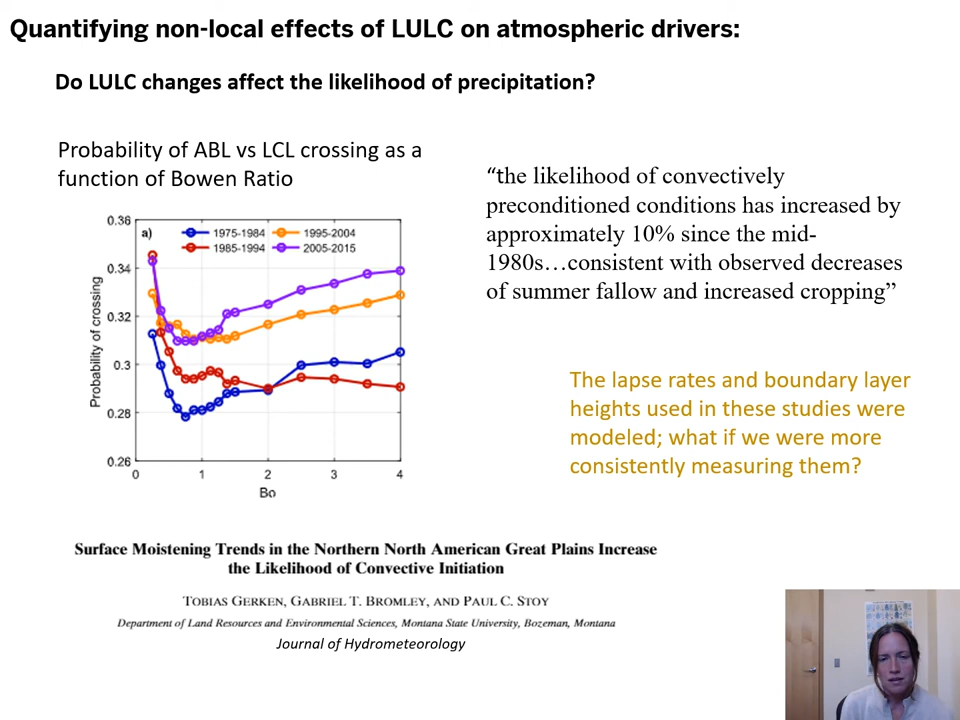 Quantifying non-local effects of LULC on atmospheric drivers:
Do LULC changes affect the likelihood of precipitation?
Probability of ABL vs LCL crossing as a
function of Bowen Ratio
“the likelihood of convectively
preconditioned conditions has increased by
approximately 10% since the mid-
1980s…consistent with observed decreases
of summer fallow and increased cropping”
a)
1975-1984
1995-2004
1985-1994
2005-2015
0.36
0.34
0.32
0.3
0.28
0.26
Probability of crossing
0 1 2 3 4
Bo
The lapse rates and boundary layer
heights used in these studies were
modeled; what if we were more
consistently measuring them?
Surface Moistening Trends in the Northern North American Great Plains Increase
the Likelihood of Convective Initiation
TOBIAS GERKEN, GABRIEL T. BROMLEY, AND PAUL C. STOY
Department of Land Resources and Environmental Sciences, Montana State University, Bozeman, Montana
Journal of Hydrometeorology